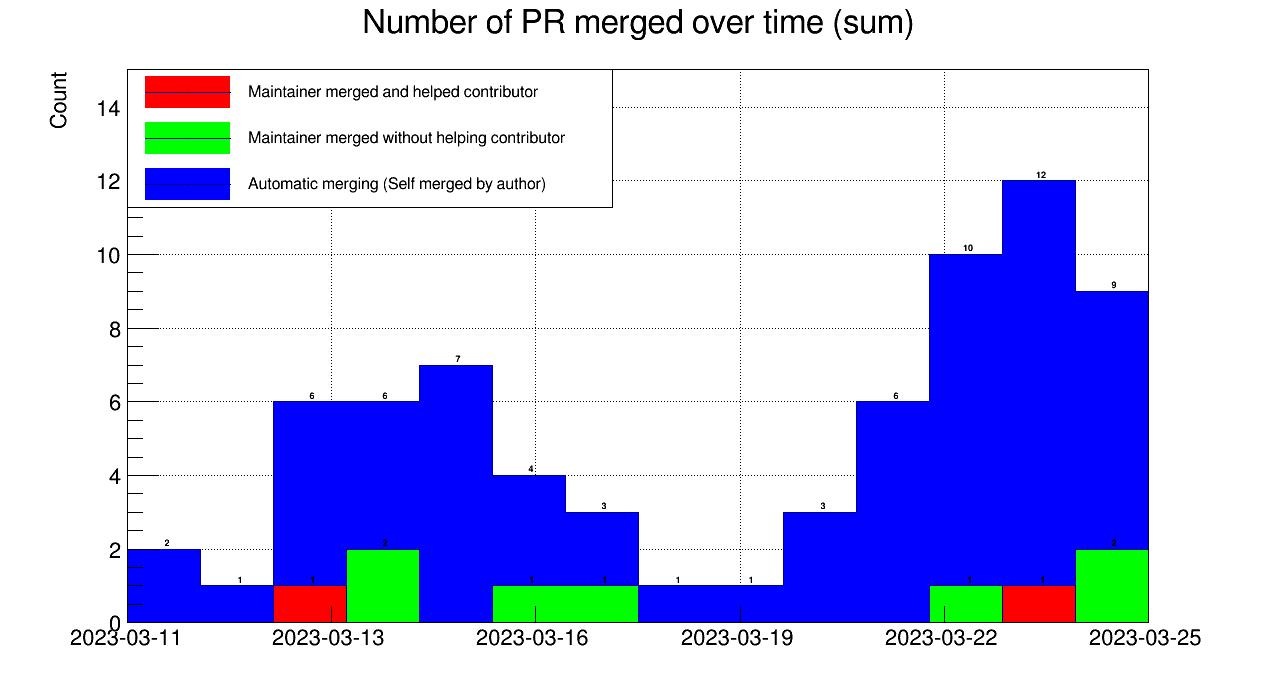 Number of PR merged over time (sum)
Count
Maintainer merged and helped contributor
Maintainer merged without helping contributor
Automatic merging (Self merged by author)
14
12
10
8
6
4
2
0
2 1 6 6 7 4 3 1 1 3 6 10 12 9
1 2 1 1 1 1 2
2023-03-11 2023-03-13 2023-03-16 2023-03-19 2023-03-22 2023-03-25